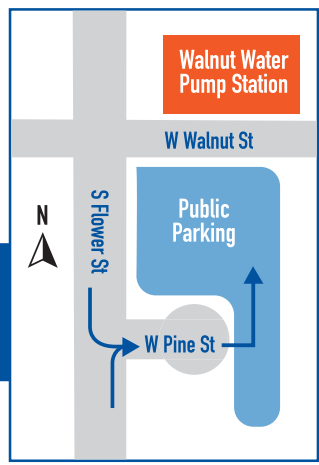 Walnut Water
Pump Station
W Walnut St
N
S Flower St
Public
Parking
W Pine St